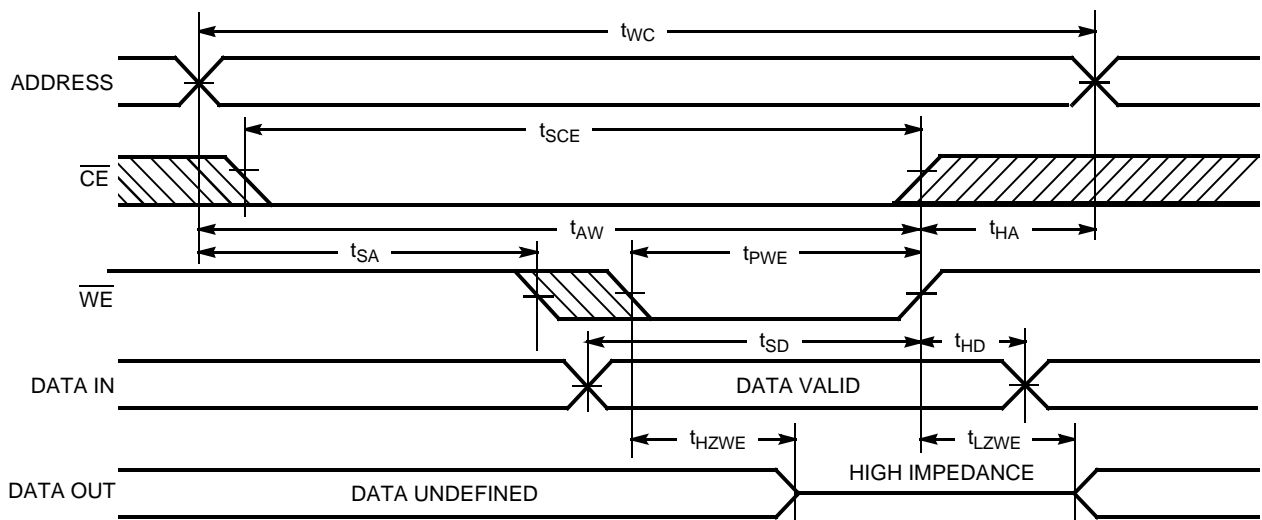 tWC
ADDRESS
tSCE
CE
tAW
tHA
tSA
tPWE
WE
tSD
tHD
DATA IN
DATA VALID
tHZWE
tLZWE
HIGH IMPEDANCE
DATA OUT
DATA UNDEFINED